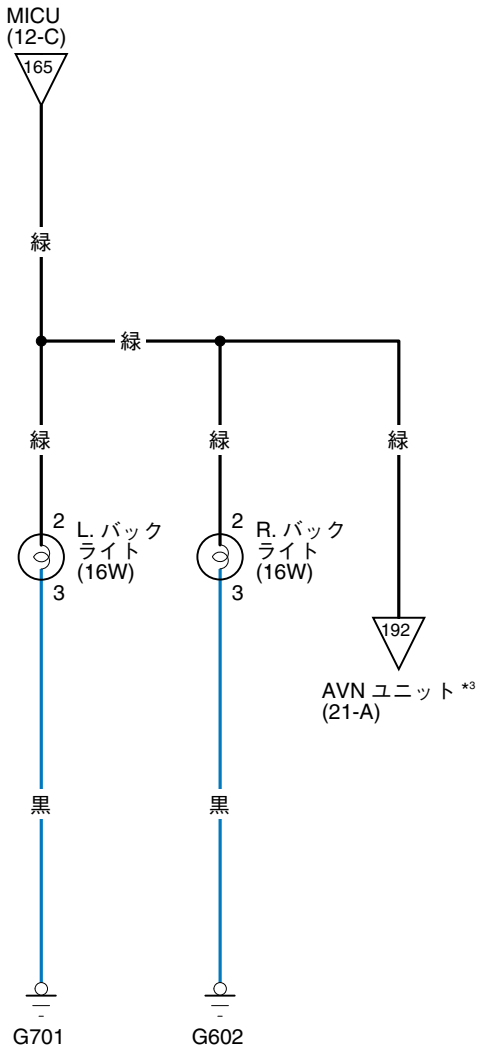 MICU
(12-C)
165
緑
緑
緑
緑
緑
2
L. バック
ライト
(16W)
3
2
R. バック
ライト
(16W)
3
192
AVN ユニット *3
(21-A)
黒
黒
G701
G602